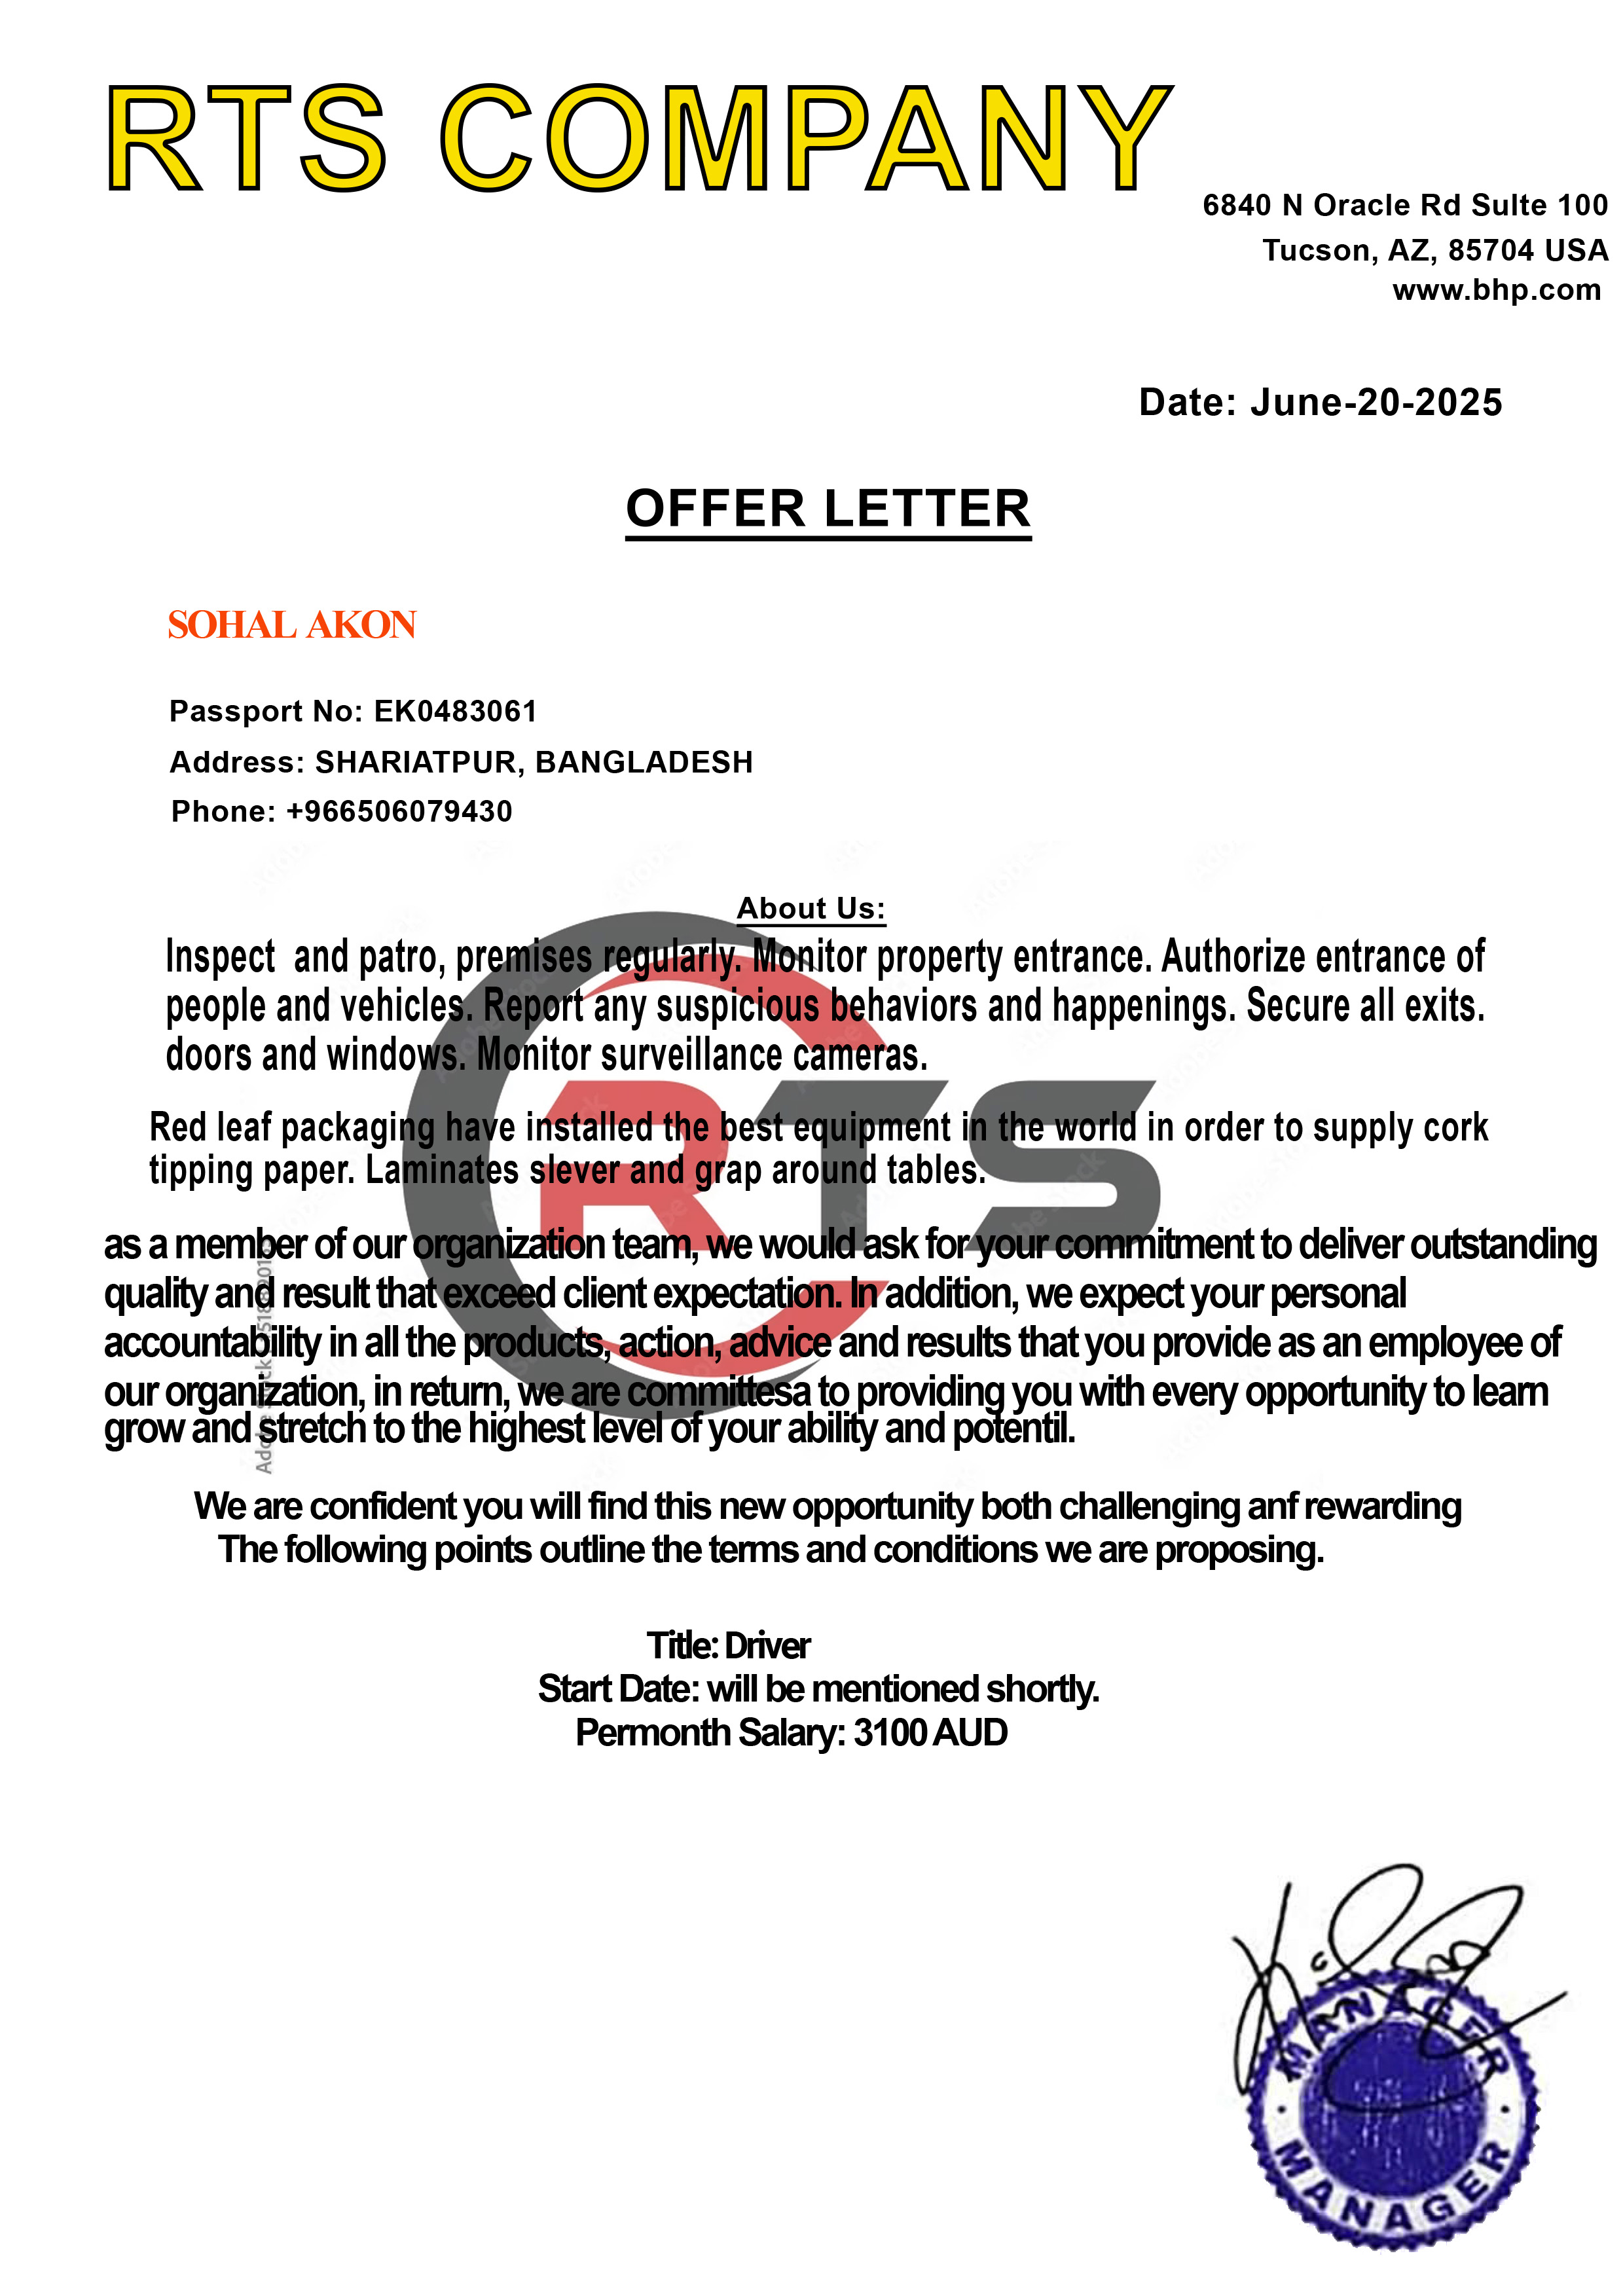 RTS COMPANY
6840 N Oracle Rd Sulte 100
Tucson, AZ, 85704 USA
www.bhp.com
Date: June-20-2025
OFFER LETTER
SOHAL AKON
Passport No: EK0483061
Address: SHARIATPUR, BANGLADESH
Phone: +966506079430
About Us:
Inspect and patro, premises regularly. Monitor property entrance. Authorize entrance of
people and vehicles. Report any suspicious behaviors and happenings. Secure all exits.
doors and windows. Monitor surveillance cameras.
RTS
Red leaf packaging have installed the best equipment in the world in order to supply cork
tipping paper. Laminates slever and grap around tables.
as a member of our organization team, we would ask for your commitment to deliver outstanding
quality and result that exceed client expectation. In addition, we expect your personal
accountability in all the products, action, advice and results that you provide as an employee of
our organization, in return, we are committesa to providing you with every opportunity to learn
grow and stretch to the highest level of your ability and potentil.
We are confident you will find this new opportunity both challenging anf rewarding
The following points outline the terms and conditions we are proposing.
Title: Driver
Start Date: will be mentioned shortly.
Permonth Salary: 3100 AUD
MANAGER
MANAGER